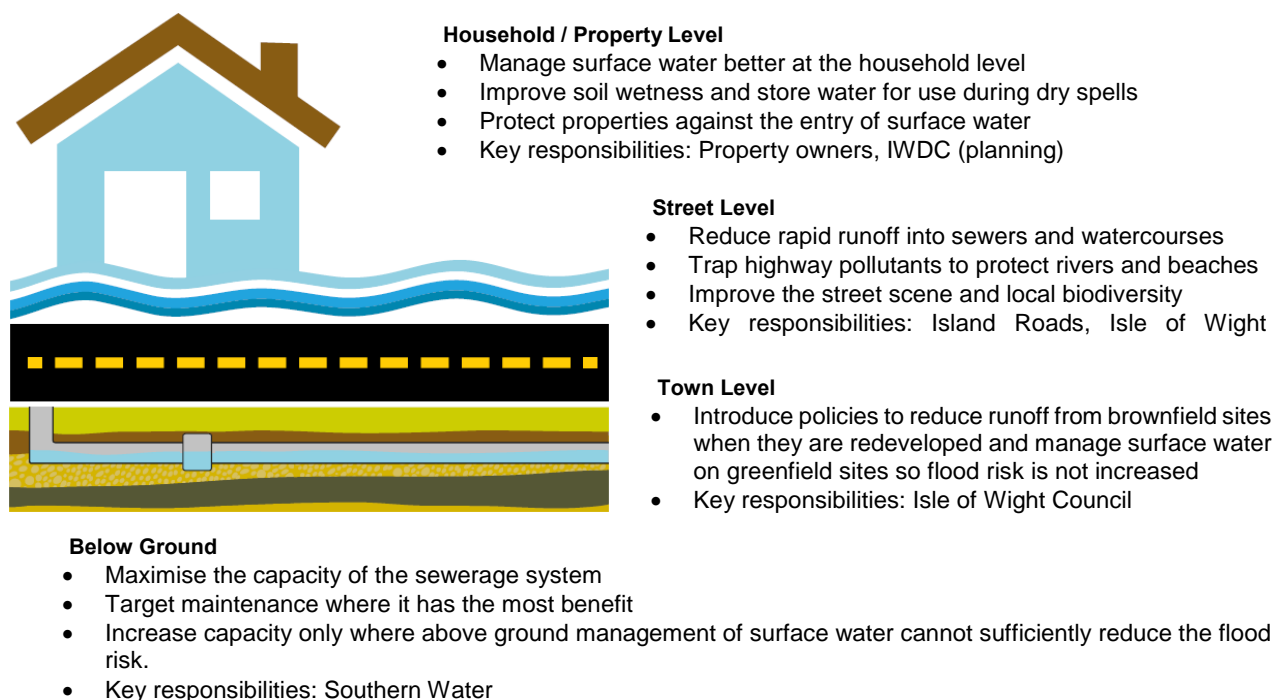 Household / Property Level
• Manage surface water better at the household level
• Improve soil wetness and store water for use during dry spells
• Protect properties against the entry of surface water
• Key responsibilities: Property owners, IWDC (planning)
Street Level
• Reduce rapid runoff into sewers and watercourses
• Trap highway pollutants to protect rivers and beaches
• Improve the street scene and local biodiversity
• Key responsibilities: Island Roads, Isle of Wight
Town Level
• Introduce policies to reduce runoff from brownfield sites
when they are redeveloped and manage surface water
on greenfield sites so flood risk is not increased
• Key responsibilities: Isle of Wight Council
Below Ground
• Maximise the capacity of the sewerage system
• Target maintenance where it has the most benefit
• Increase capacity only where above ground management of surface water cannot sufficiently reduce the flood
risk.
• Key responsibilities: Southern Water